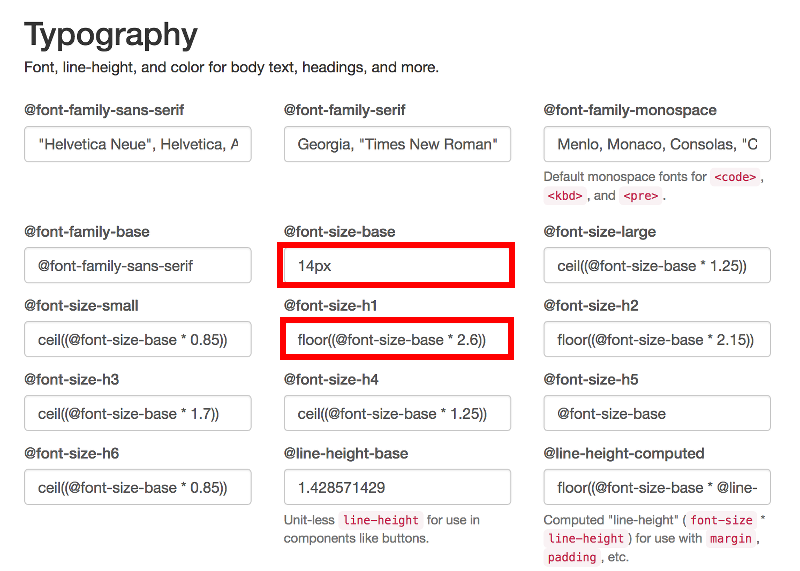 Typography
Font, line-height, and color for body text, headings, and more.
@font-family-sans-serif @font-family-serif @font-family-monospace
"Helvetica Neue", Helvetica, A Georgia, "Times New Roman" Menlo, Monaco, Consolas, "C
Default monospace fonts for <code> ,
<kbd> , and <pre> .
@font-family-base @font-size-base @font-size-large
@font-family-sans-serif 14px ceil((@font-size-base * 1.25))
@font-size-small @font-size-h1 @font-size-h2
ceil((@font-size-base * 0.85)) floor((@font-size-base * 2.6)) floor((@font-size-base * 2.15))
@font-size-h3 @font-size-h4 @font-size-h5
ceil((@font-size-base * 1.7)) ceil((@font-size-base * 1.25)) @font-size-base
@font-size-h6 @line-height-base @line-height-computed
ceil((@font-size-base * 0.85)) 1.428571429 floor((@font-size-base * @line-
Unit-less line-height for use in Computed "line-height" ( font-size *
components like buttons. line-height ) for use with margin ,
padding , etc.